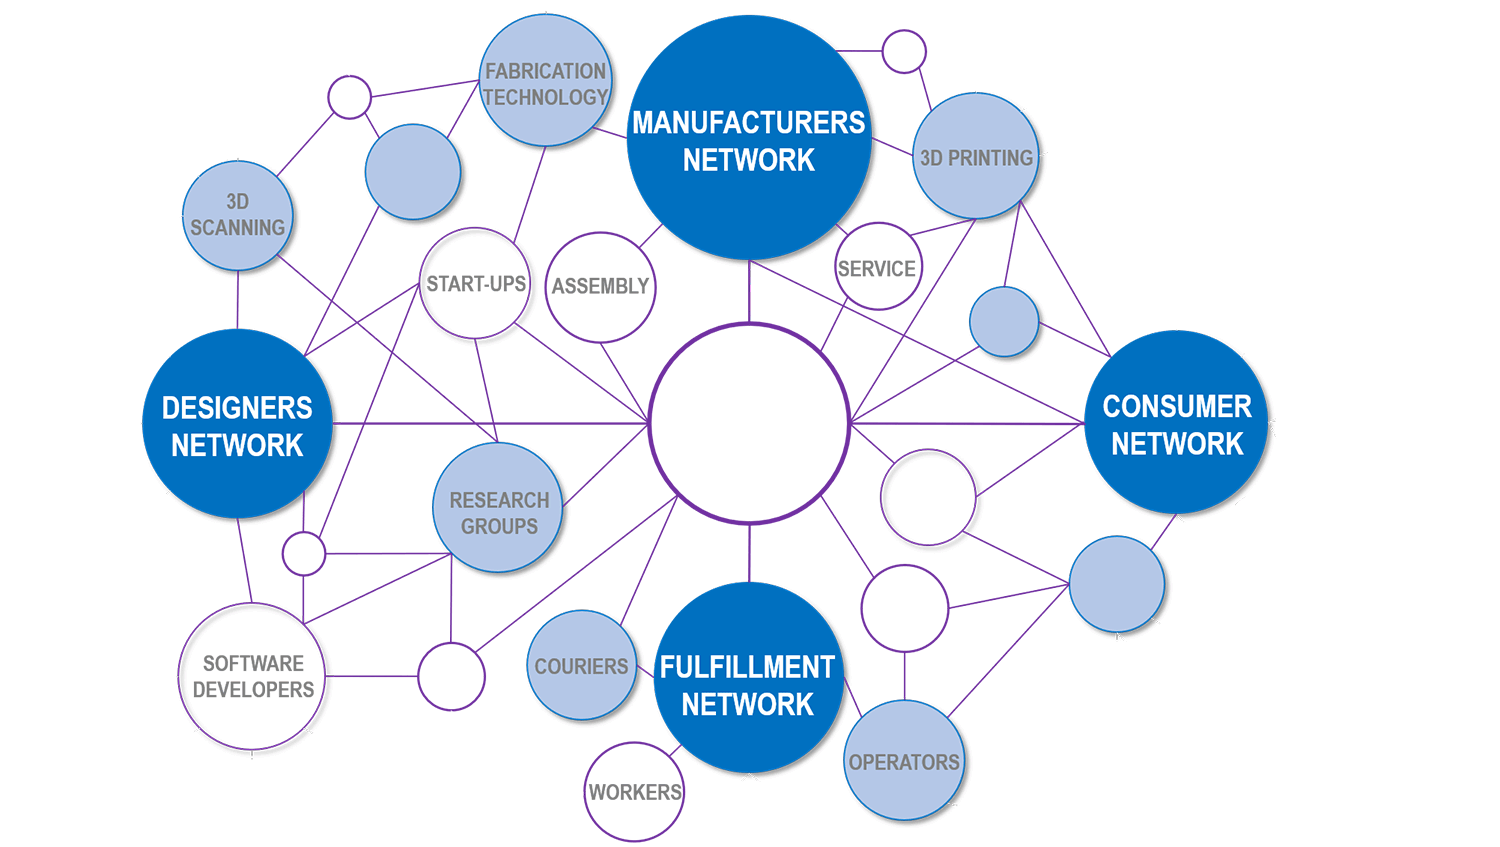 FABRICATION
TECHNOLOGY
MANUFACTURERS
NETWORK
3D PRINTING
3D
SCANNING
START-UPS
ASSEMBLY
SERVICE
DESIGNERS
NETWORK
CONSUMER
NETWORK
RESEARCH
GROUPS
SOFTWARE
DEVELOPERS
COURIERS
FULFILLMENT
NETWORK
OPERATORS
WORKERS